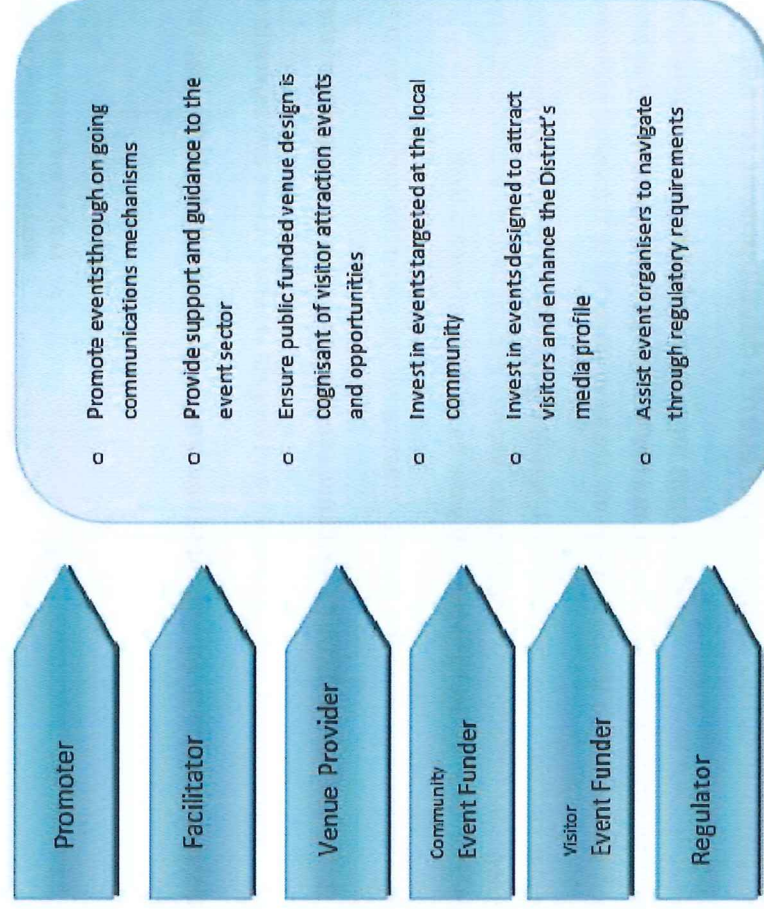 Promoter
Facilitator
Venue Provider
Community
Event Funder
Visitor
Event Funder
Regulator
o Promote events through on going
communications mechanisms
o Provide support and guidance to the
event sector
o Ensure public funded venue design is
cognisant of visitor attraction events
and opportunities
o Invest in events targeted at the local
community
o Invest in events designed to attract
visitors and enhance the District's
media profile
o Assist event organisers to navigate
through regulatory requirements